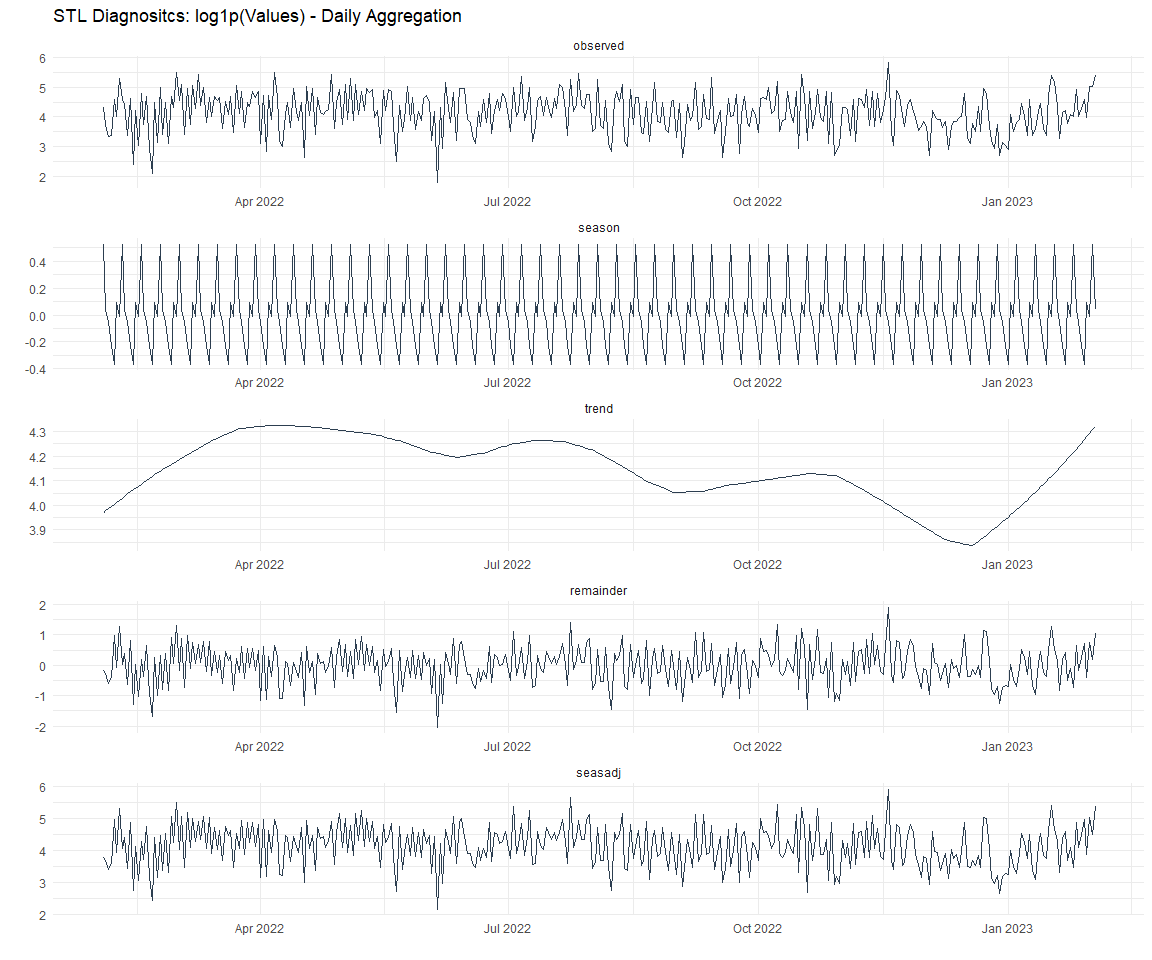 STL Diagnositcs: log1p(Values) - Daily Aggregation
observed
6
5
4
3
2
Apr 2022 Jul 2022 Oct 2022 Jan 2023
season
0.4
0.2
0.0
-0.2
-0.4
Apr 2022 Jul 2022 Oct 2022 Jan 2023
trend
4.3
4.2
4.1
4.0
3.9
Apr 2022 Jul 2022 Oct 2022 Jan 2023
remainder
2
1
0
-1
-2
Apr 2022 Jul 2022 Oct 2022 Jan 2023
seasadj
6
5
4
3
2
Apr 2022 Jul 2022 Oct 2022 Jan 2023